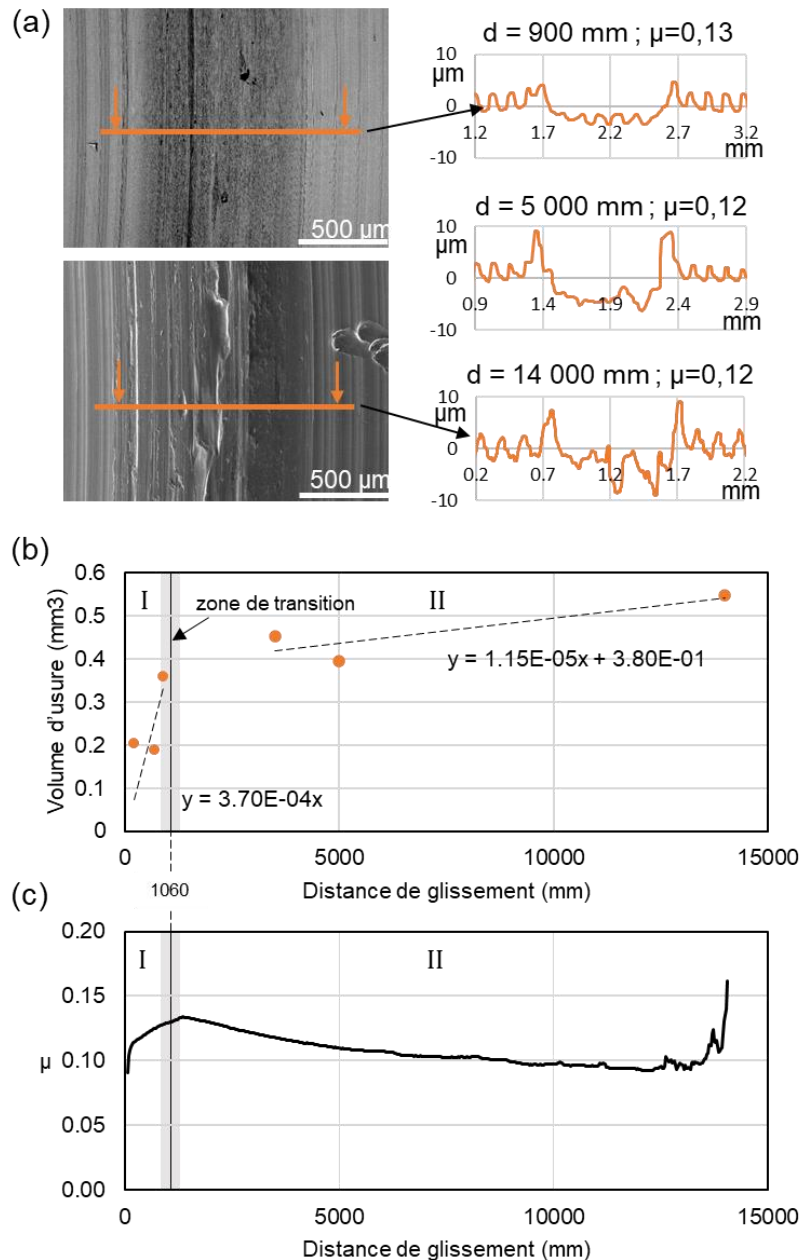 (a)
500 µm
500 µm
d = 900 mm ; µ=0,13
10
µm
0
-10
1.2 1.7 2.2 2.7 3.2
mm
d = 5 000 mm ; µ=0,12
10
µm
0
-10
0.9 1.4 1.9 2.4 2.9
mm
d = 14 000 mm ; µ=0,12
10
µm
0
-10
0.2 0.7 1.2 1.7 2.2
mm
(b)
Volume d'usure (mm3)
0.6
0.5
0.4
0.3
0.2
0.1
0
I
zone de transition
II
y = 1.15E-05x + 3.80E-01
y = 3.70E-04x
0 5000 10000 15000
1060
Distance de glissement (mm)
(c)
µ
0.20
0.15
0.10
0.05
0.00
I
II
0 5000 10000 15000
Distance de glissement (mm)